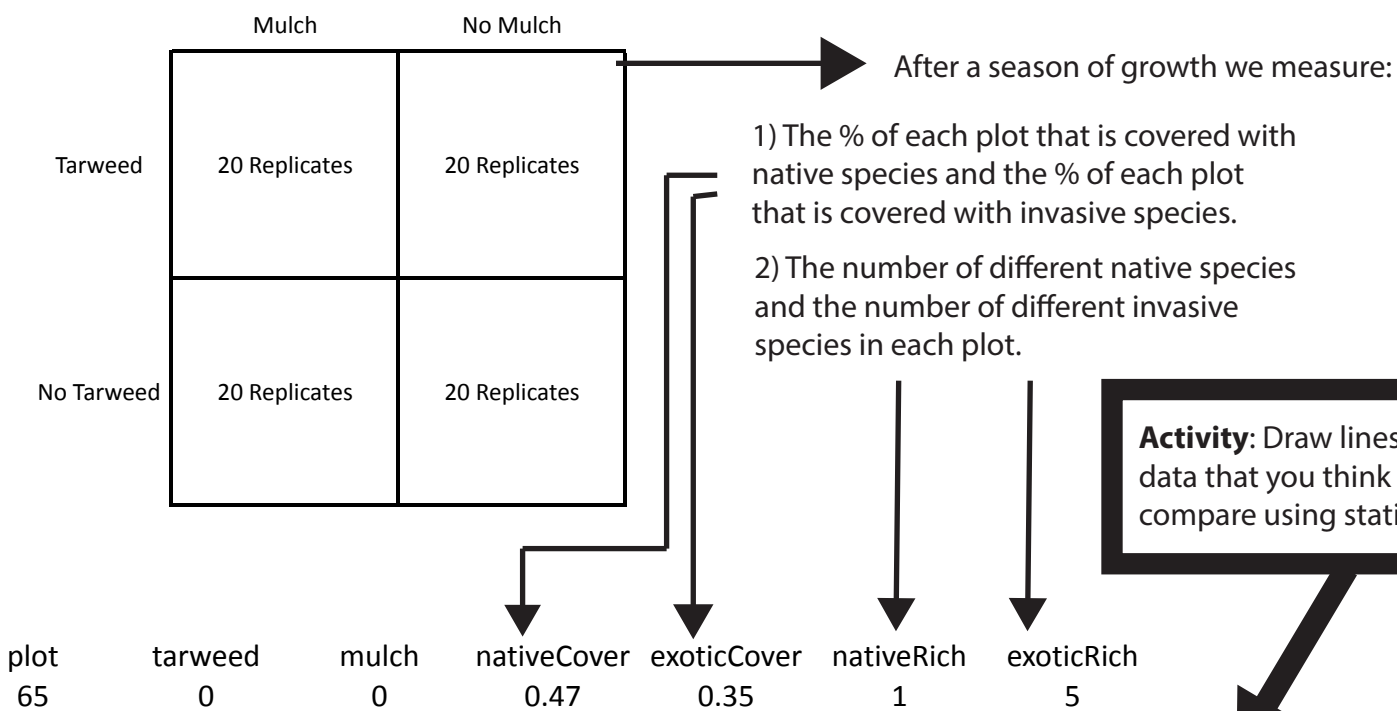 Mulch No Mulch
After a season of growth we measure:
Tarweed 20 Replicates 20 Replicates
1) The % of each plot that is covered with
native species and the % of each plot
that is covered with invasive species.
2) The number of different native species
and the number of different invasive
species in each plot.
No Tarweed 20 Replicates 20 Replicates
Activity: Draw lines
data that you think
compare using stati
plot tarweed mulch nativeCover exoticCover nativeRich exoticRich
65 0 0 0.47 0.35 1 5